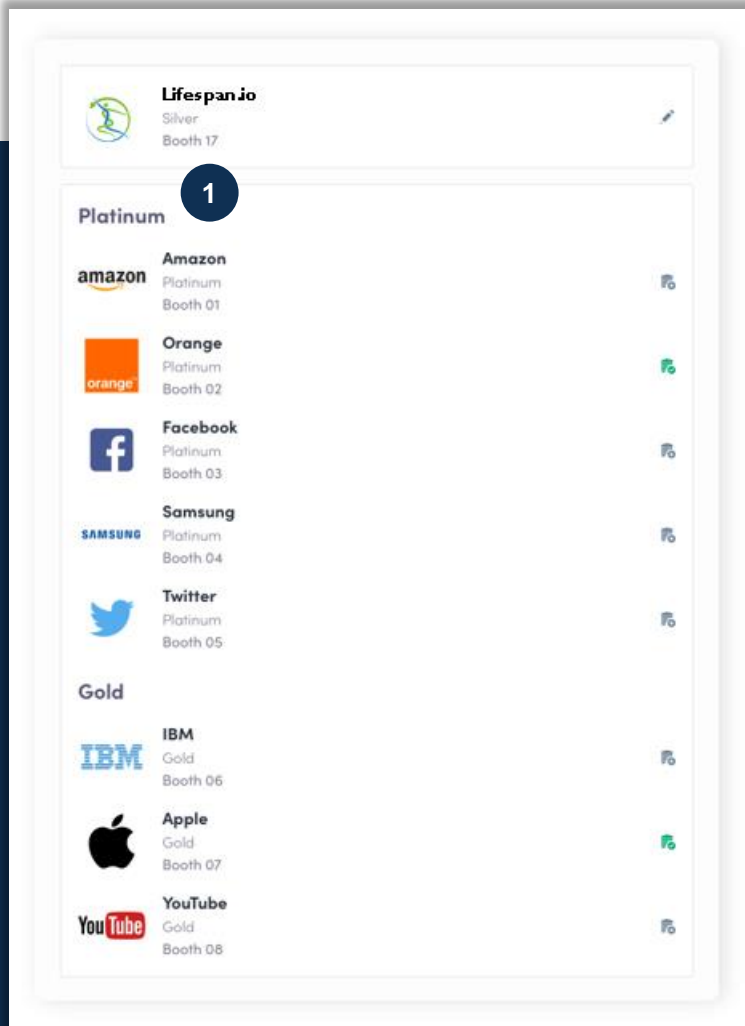 Lifespan.io
Silver
Booth 17
1
Platinum
amazon
Amazon
Platinum
Booth 01
orange
Orange
Platinum
Booth 02
Facebook
Platinum
Booth 03
SAMSUNG
Samsung
Platinum
Booth 04
Twitter
Platinum
Booth 05
Gold
IBM
IBM
Gold
Booth 06
Apple
Gold
Booth 07
YouTube
YouTube
Gold
Booth 08